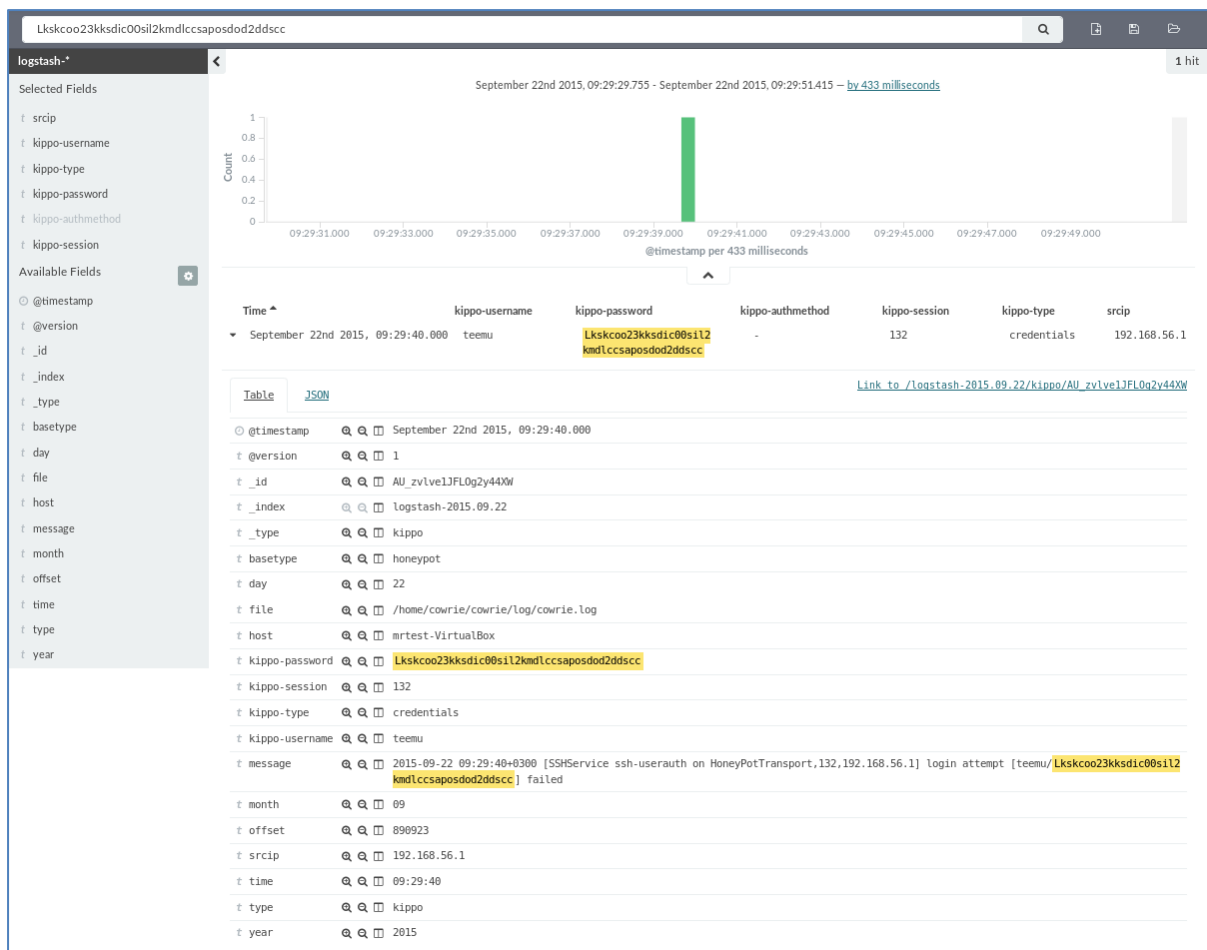 Lkskcoo23kksdic00sil2kmdlccsaposdod2ddscc
logstash-*
1 hit
Selected Fields
t srcip
t kippo-username
t kippo-type
t kippo-password
t kippo-authmethod
t kippo-session
Available Fields
@timestamp
t @version
t _id
t _index
t _type
t basetype
t day
t file
t host
t message
t month
t offset
t time
t type
t year
September 22nd 2015, 09:29:29.755 - September 22nd 2015, 09:29:51.415 — by 433 milliseconds
Count
1
0.8
0.6
0.4
0.2
0
09:29:31.000 09:29:33.000 09:29:35.000 09:29:37.000 09:29:39.000 09:29:41.000 09:29:43.000 09:29:45.000 09:29:47.000 09:29:49.000
@timestamp per 433 milliseconds
Time kippo-username kippo-password kippo-authmethod kippo-session kippo-type srcip
September 22nd 2015, 09:29:40.000 teemu Lkskcoo23kksdic00sil2 - 132 credentials 192.168.56.1
kmdlccsaposdod2ddscc
Table JSON Link to /logstash-2015.09.22/kippo/AU_zvlve1JFLOg2y44XW
@timestamp September 22nd 2015, 09:29:40.000
t @version 1
t _id AU_zvlve1JFLOg2y44XW
t _index logstash-2015.09.22
t _type kippo
t basetype honeypot
t day 22
t file /home/cowrie/cowrie/log/cowrie.log
t host mrtest-VirtualBox
t kippo-password Lkskcoo23kksdic00sil2kmdlccsaposdod2ddscc
t kippo-session 132
t kippo-type credentials
t kippo-username teemu
t message 2015-09-22 09:29:40+0300 [SSHService ssh-userauth on HoneyPotTransport,132,192.168.56.1] login attempt [teemu/Lkskcoo23kksdic00sil2
kmdlccsaposdod2ddscc] failed
t month 09
t offset 890923
t srcip 192.168.56.1
t time 09:29:40
t type kippo
t year 2015